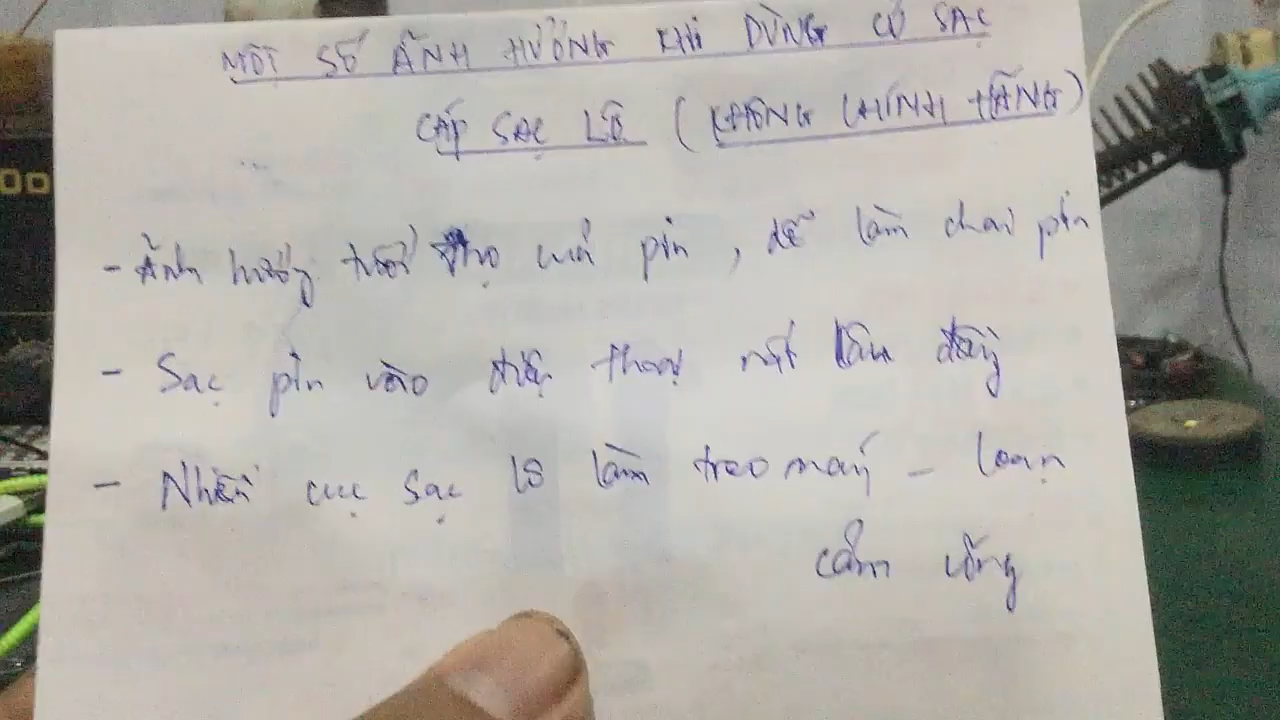 MỘT SỐ ẢNH HƯỞNG KHI DÙNG CỦ SẠC
CÁP SẠC LÔ (KHÔNG CHÍNH HÃNG)
- Ảnh hưởng tuổi thọ của pin, dễ làm chai pin
- Sạc pin vào điện thoại rất lâu đầy
- Nhiều cục sạc lô làm treo máy - loạn
cảm ứng